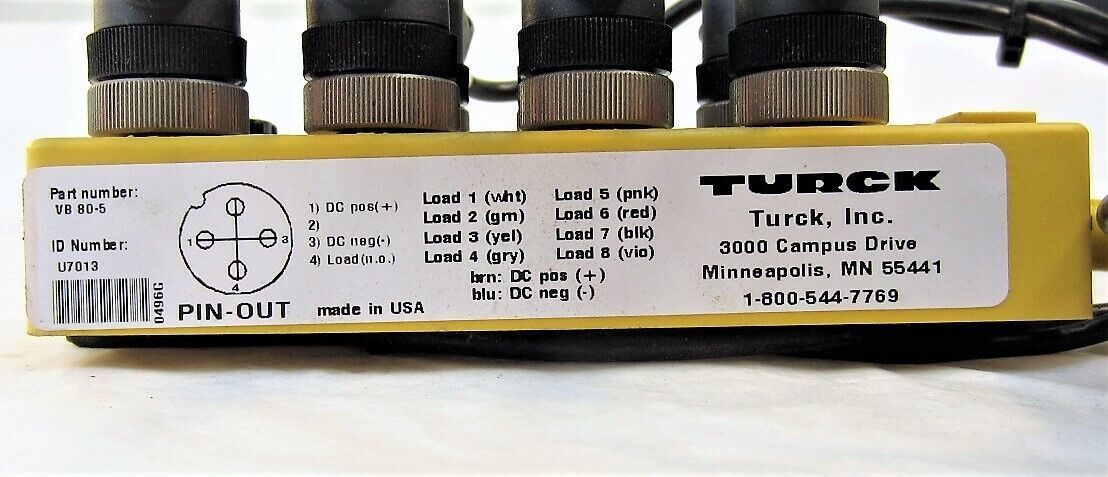 Part number:
VB 80-5
ID Number:
U7013
0496G
1
3
4
PIN-OUT
1) DC pos(+)
2)
3) DC neg(-)
4) Load(n.o.)
made in USA
Load 1 (wht)
Load 2 (grn)
Load 3 (yel)
Load 4 (gry)
Load 5 (pnk)
Load 6 (red)
Load 7 (blk)
Load 8 (vio)
brn: DC pos (+)
blu: DC neg (-)
TURCK
Turck, Inc.
3000 Campus Drive
Minneapolis, MN 55441
1-800-544-7769